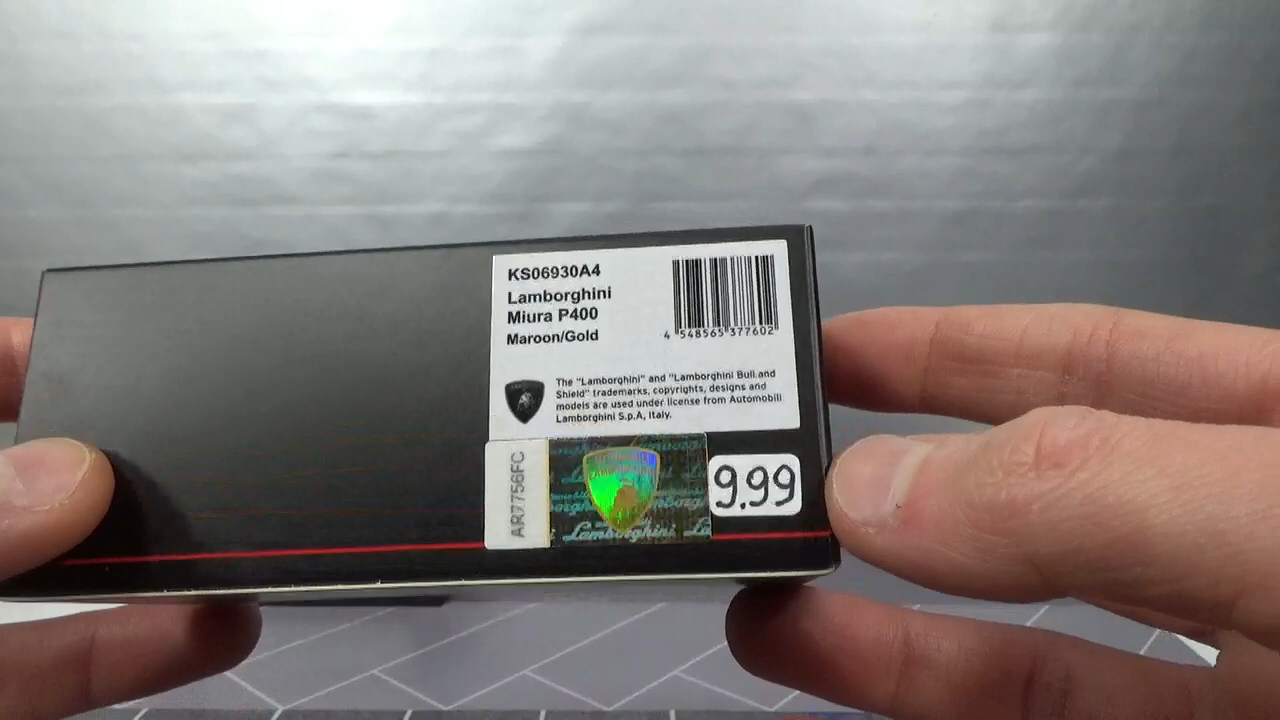 KS06930A4
Lamborghini
Miura P400
Maroon/Gold
4 548565 377602
The "Lamborghini" and "Lamborghini Bull and
Shield" trademarks, copyrights, designs and
models are used under license from Automobili
Lamborghini S.p.A, Italy.
AR7756FC
Lamborghini
9.99